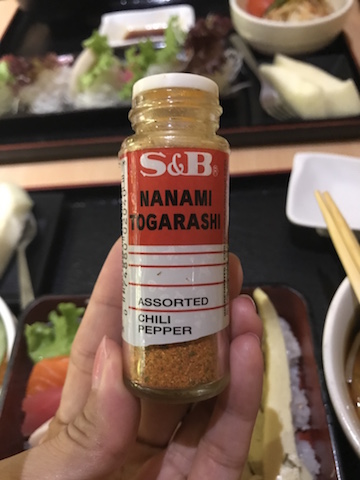 S&B®
NANAMI
TOGARASHI
ASSORTED
CHILI
PEPPER